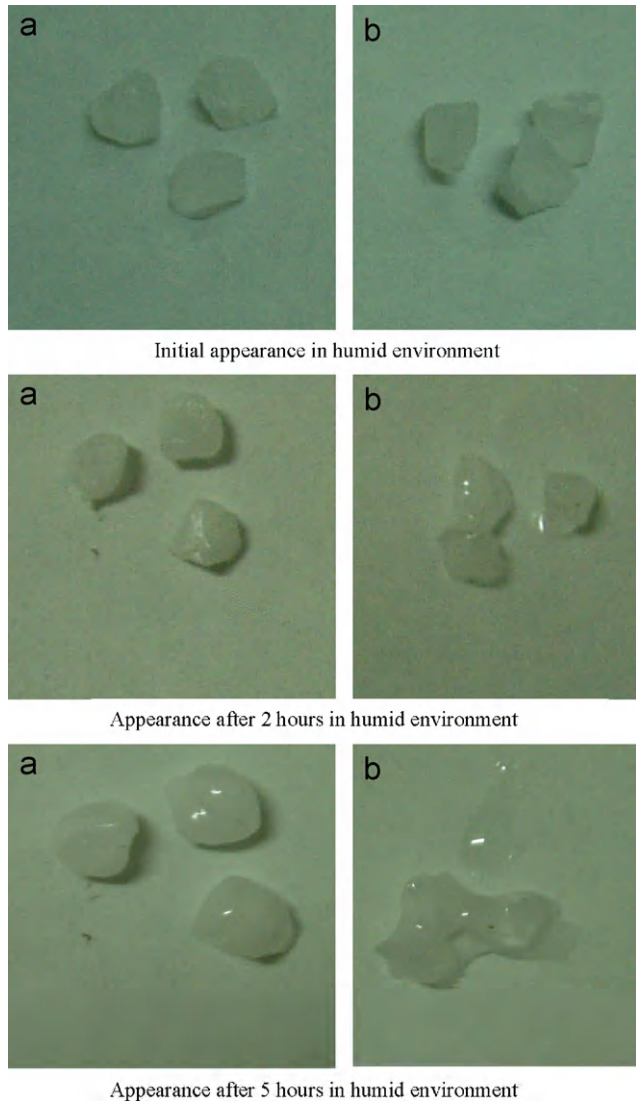 a
b
Initial appearance in humid environment
a
b
Appearance after 2 hours in humid environment
a
b
Appearance after 5 hours in humid environment